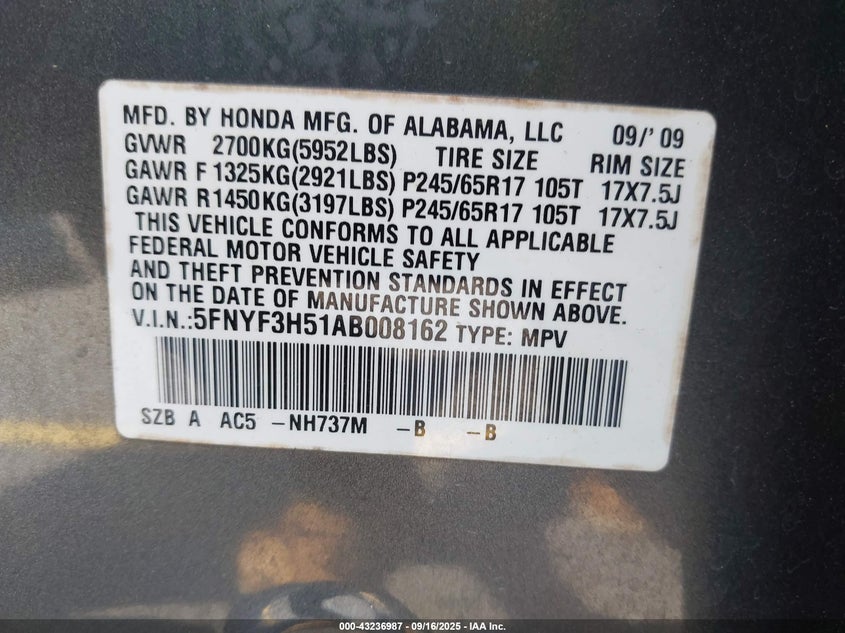 MFD. BY HONDA MFG. OF ALABAMA, LLC 09/'09
GVWR 2700KG(5952LBS) TIRE SIZE RIM SIZE
GAWR F 1325KG(2921LBS) P245/65R17 105T 17X7.5J
GAWR R1450KG(3197LBS) P245/65R17 105T 17X7.5J
THIS VEHICLE CONFORMS TO ALL APPLICABLE
FEDERAL MOTOR VEHICLE SAFETY
AND THEFT PREVENTION STANDARDS IN EFFECT
ON THE DATE OF MANUFACTURE SHOWN ABOVE.
V.I.N.:5FNYF3H51AB008162 TYPE: MPV
SZB A AC5 -NH737M -B -B
000-43236987 - 09/16/2025 - IAA Inc.